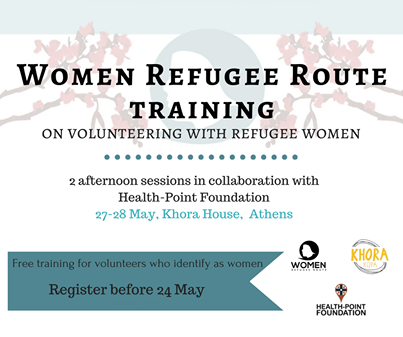 Women Refugee Route
training
on volunteering with refugee women
2 afternoon sessions in collaboration with
Health-Point Foundation
27-28 May, Khora House, Athens
Free training for volunteers who identify as women
Register before 24 May
WOMEN
REFUGEE ROUTE
KHORA
HEALTH-POINT
FOUNDATION